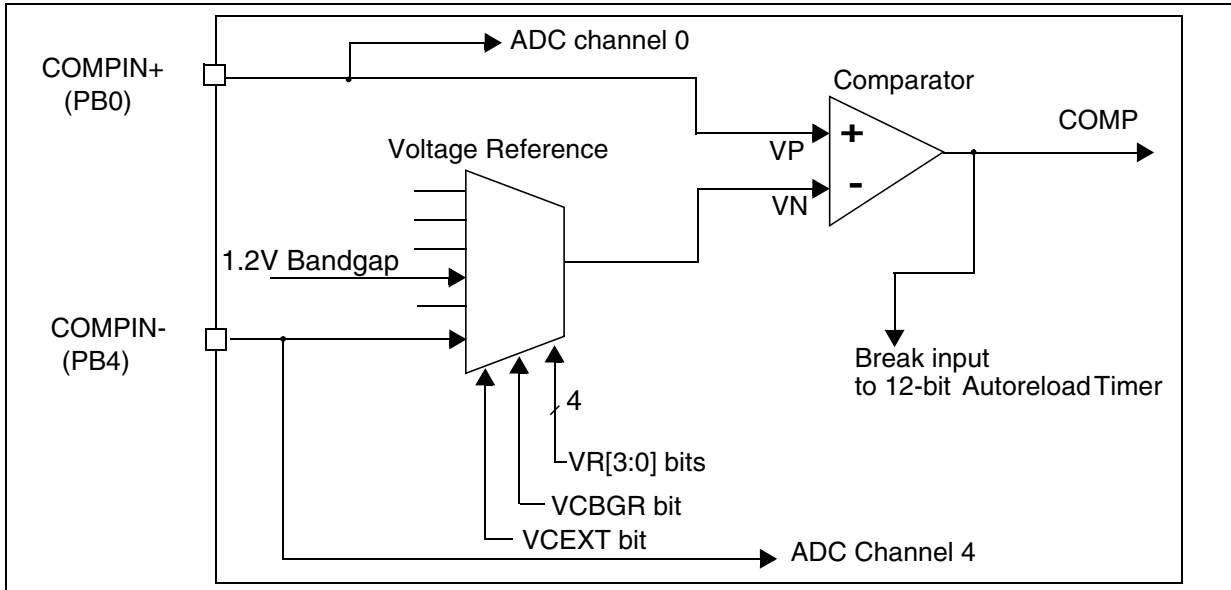 ADC channel 0
COMPIN+
(PB0)
Comparator
COMP
+
VP
Voltage Reference
-
VN
1.2V Bandgap
COMPIN-
(PB4)
Break input
to 12-bit Autoreload Timer
4
VR[3:0] bits
VCBGR bit
VCEXT bit
ADC Channel 4